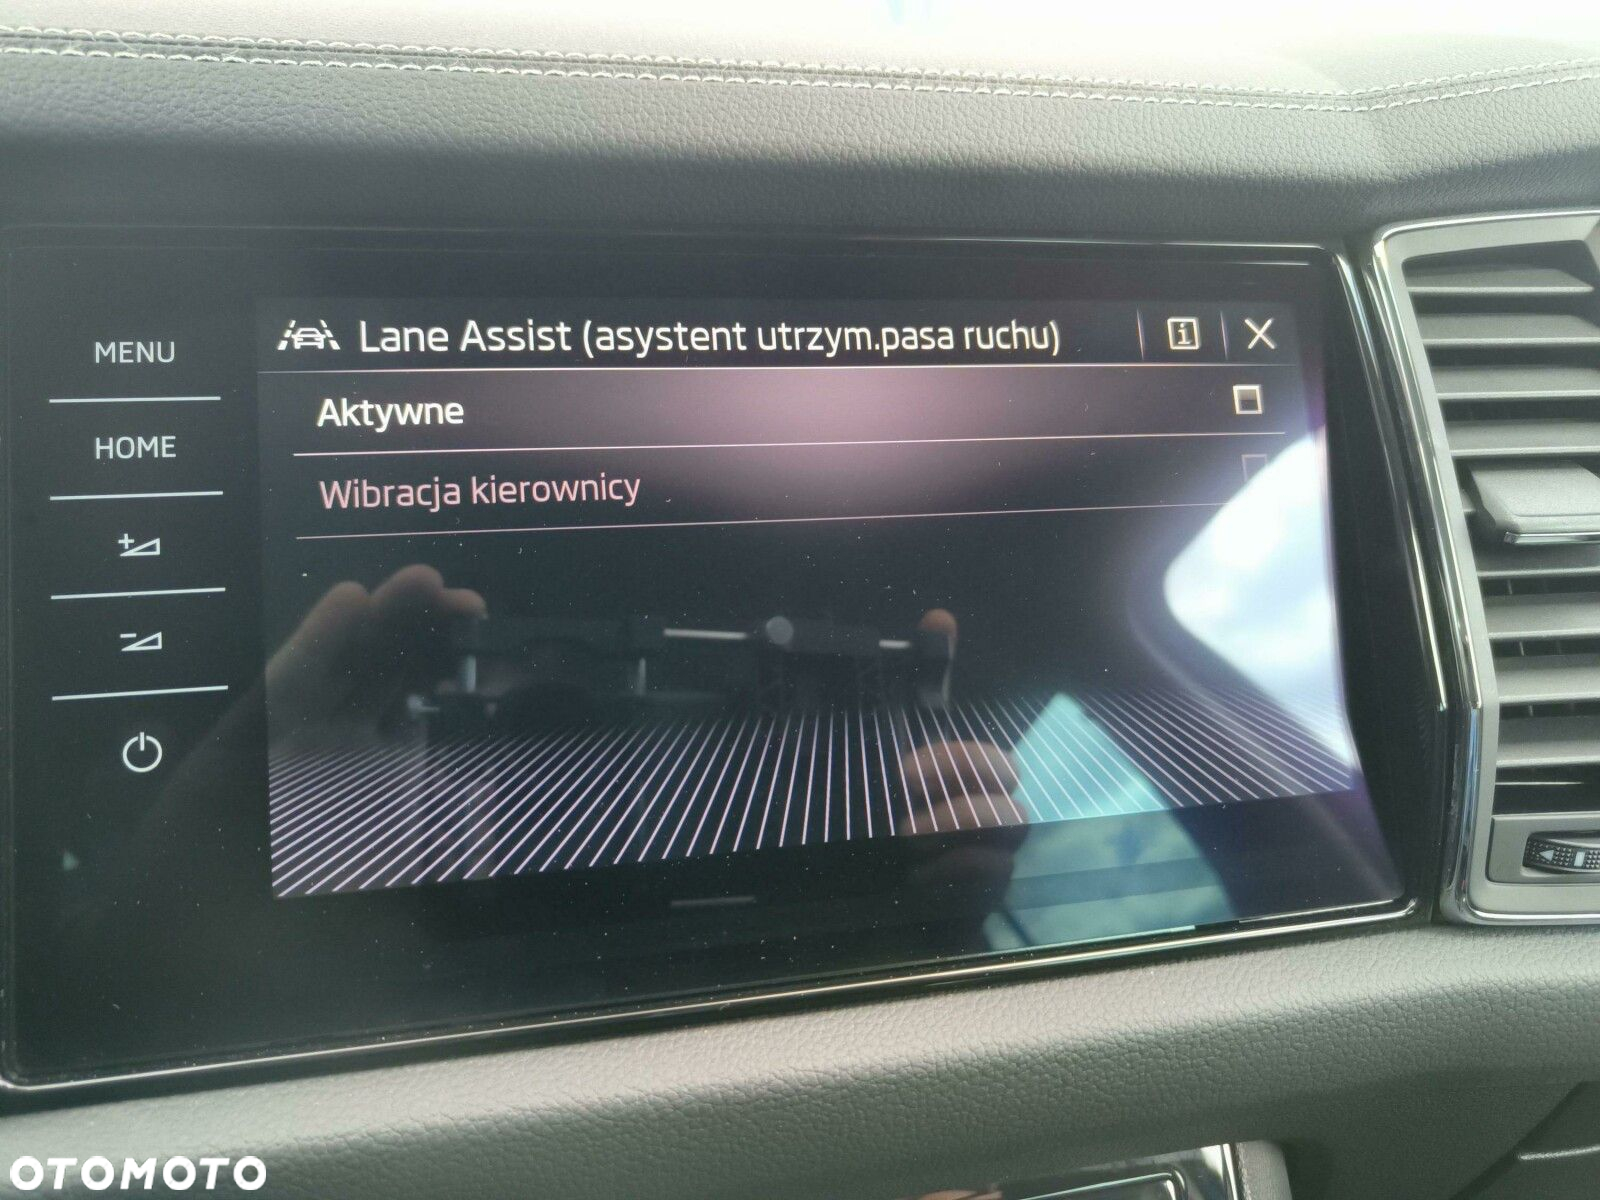 Lane Assist (asystent utrzym.pasa ruchu)
MENU
Aktywne
HOME
Wibracja kierownicy
OTOMOTO